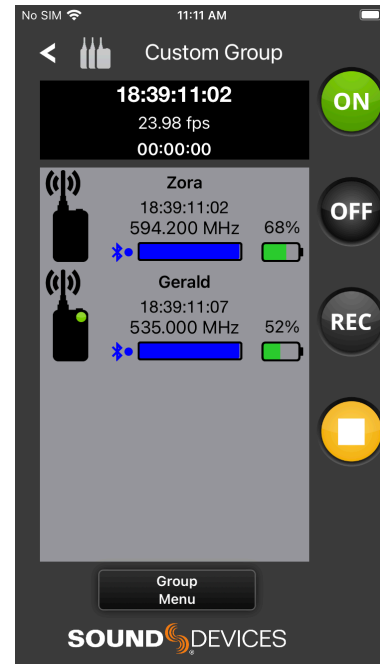 No SIM 11:11 AM
< Custom Group
18:39:11:02
23.98 fps
00:00:00
ON
Zora
18:39:11:02
594.200 MHz 68%
OFF
Gerald
18:39:11:07
535.000 MHz 52%
REC
Group
Menu
SOUND DEVICES